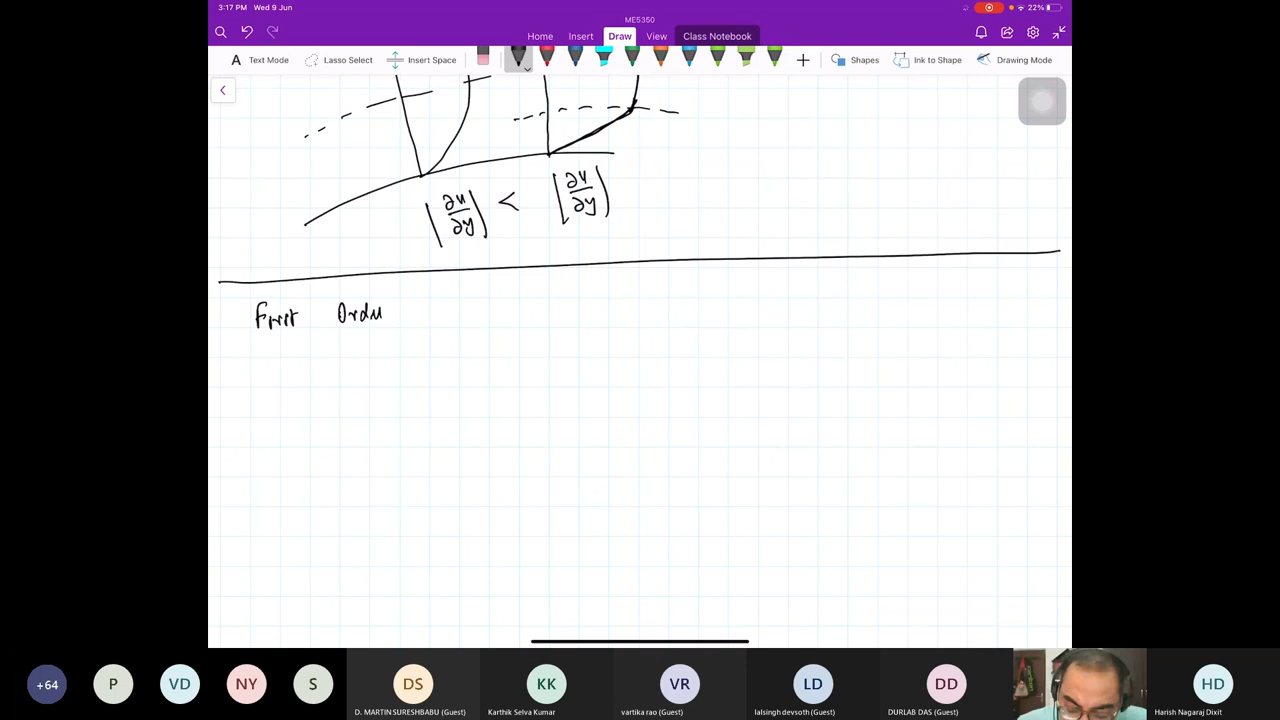 3:17 PM Wed 9 Jun
22%
ME5350
Home Insert Draw View Class Notebook
A Text Mode Lasso Select Insert Space Shapes Ink to Shape Drawing Mode
|∂u/∂y| < |∂u/∂y|
First Order
+64 P VD NY S DS KK VR LD DD HD
D. MARTIN SURESHBABU (Guest) Karthik Selva Kumar vartika rao (Guest) lalsingh devsoth (Guest) DURLAB DAS (Guest) Harish Nagaraj Dixit